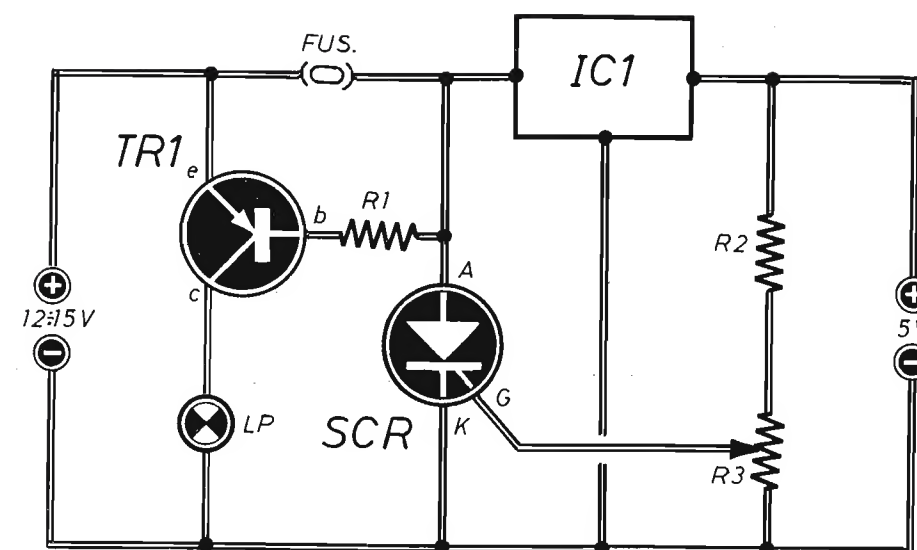 FUS.
IC1
TR1
e
b
R1
c
A
R2
+
12÷15V
-
+
5V
-
LP
SCR
K
G
R3